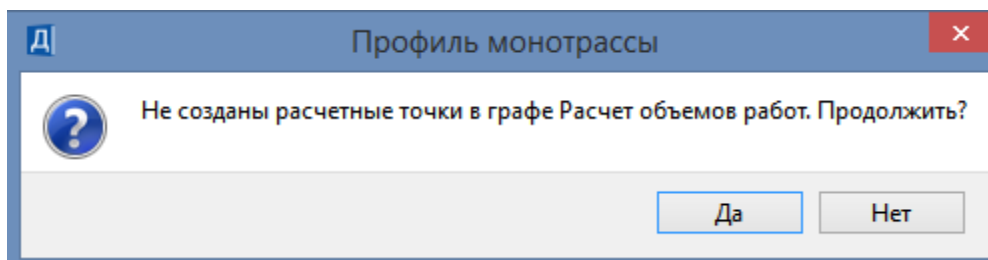 Д
Профиль монотрассы
Не созданы расчетные точки в графе Расчет объемов работ. Продолжить?
Да
Нет